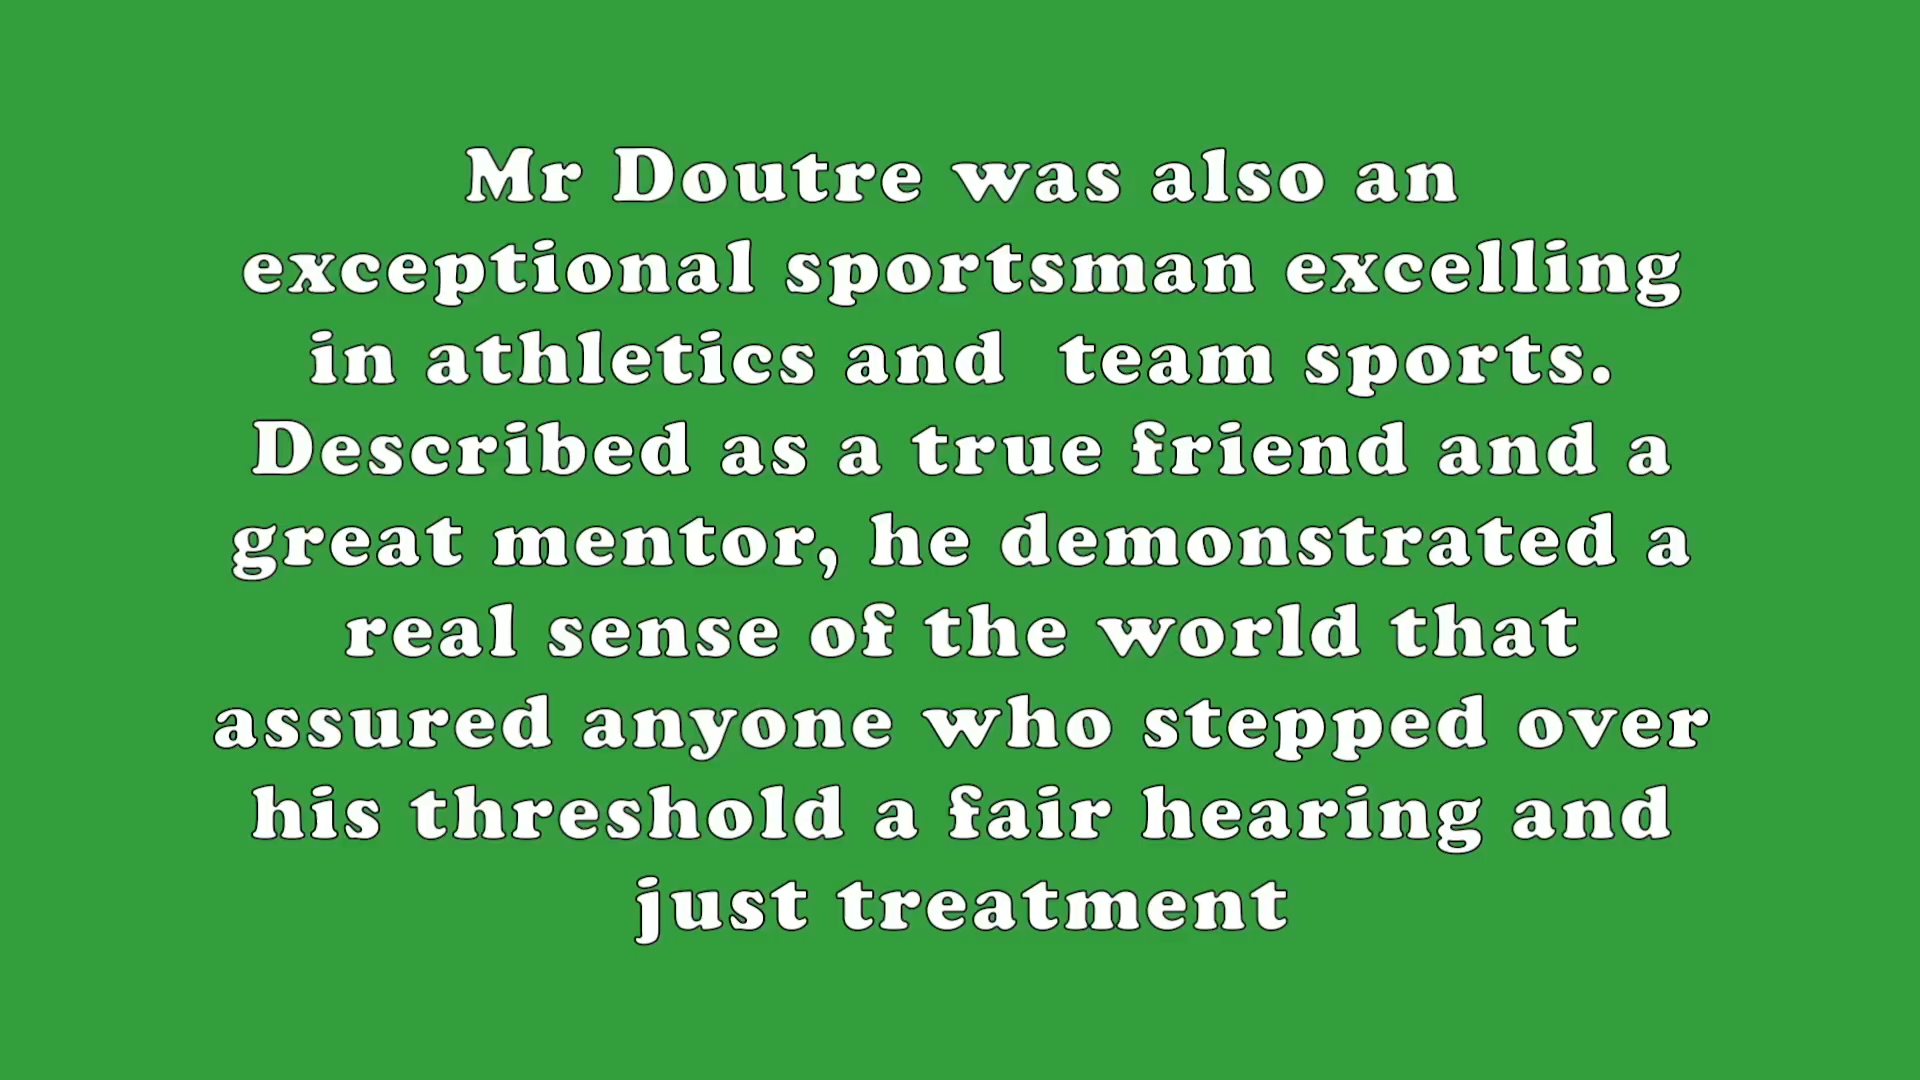 Mr Doutre was also an
exceptional sportsman excelling
in athletics and  team sports.
Described as a true friend and a
great mentor, he demonstrated a
real sense of the world that
assured anyone who stepped over
his threshold a fair hearing and
just treatment